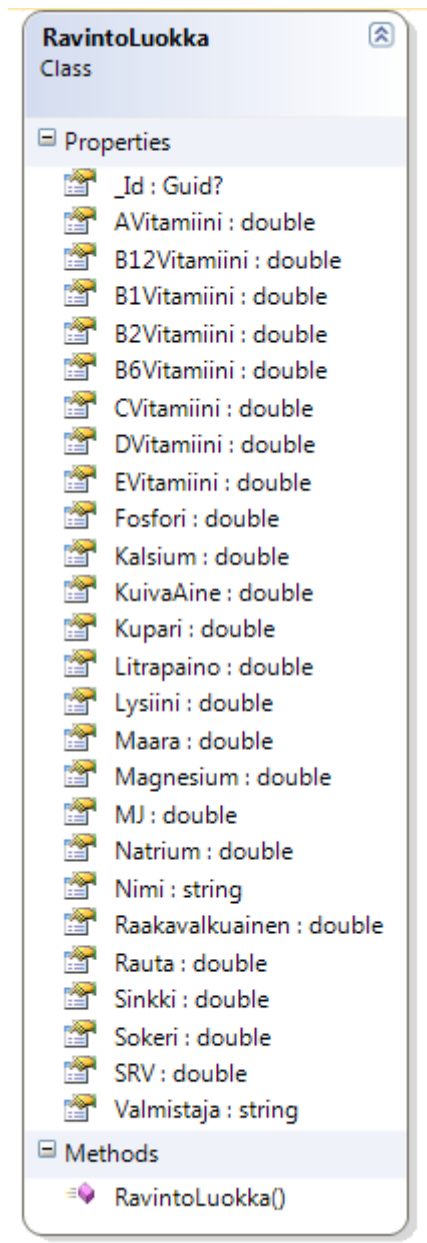 RavintoLuokka
Class
Properties
_Id : Guid?
AVitamiini : double
B12Vitamiini : double
B1Vitamiini : double
B2Vitamiini : double
B6Vitamiini : double
CVitamiini : double
DVitamiini : double
EVitamiini : double
Fosfori : double
Kalsium : double
KuivaAine : double
Kupari : double
Litrapaino : double
Lysiini : double
Maara : double
Magnesium : double
MJ : double
Natrium : double
Nimi : string
Raakavalkuainen : double
Rauta : double
Sinkki : double
Sokeri : double
SRV : double
Valmistaja : string
Methods
RavintoLuokka()